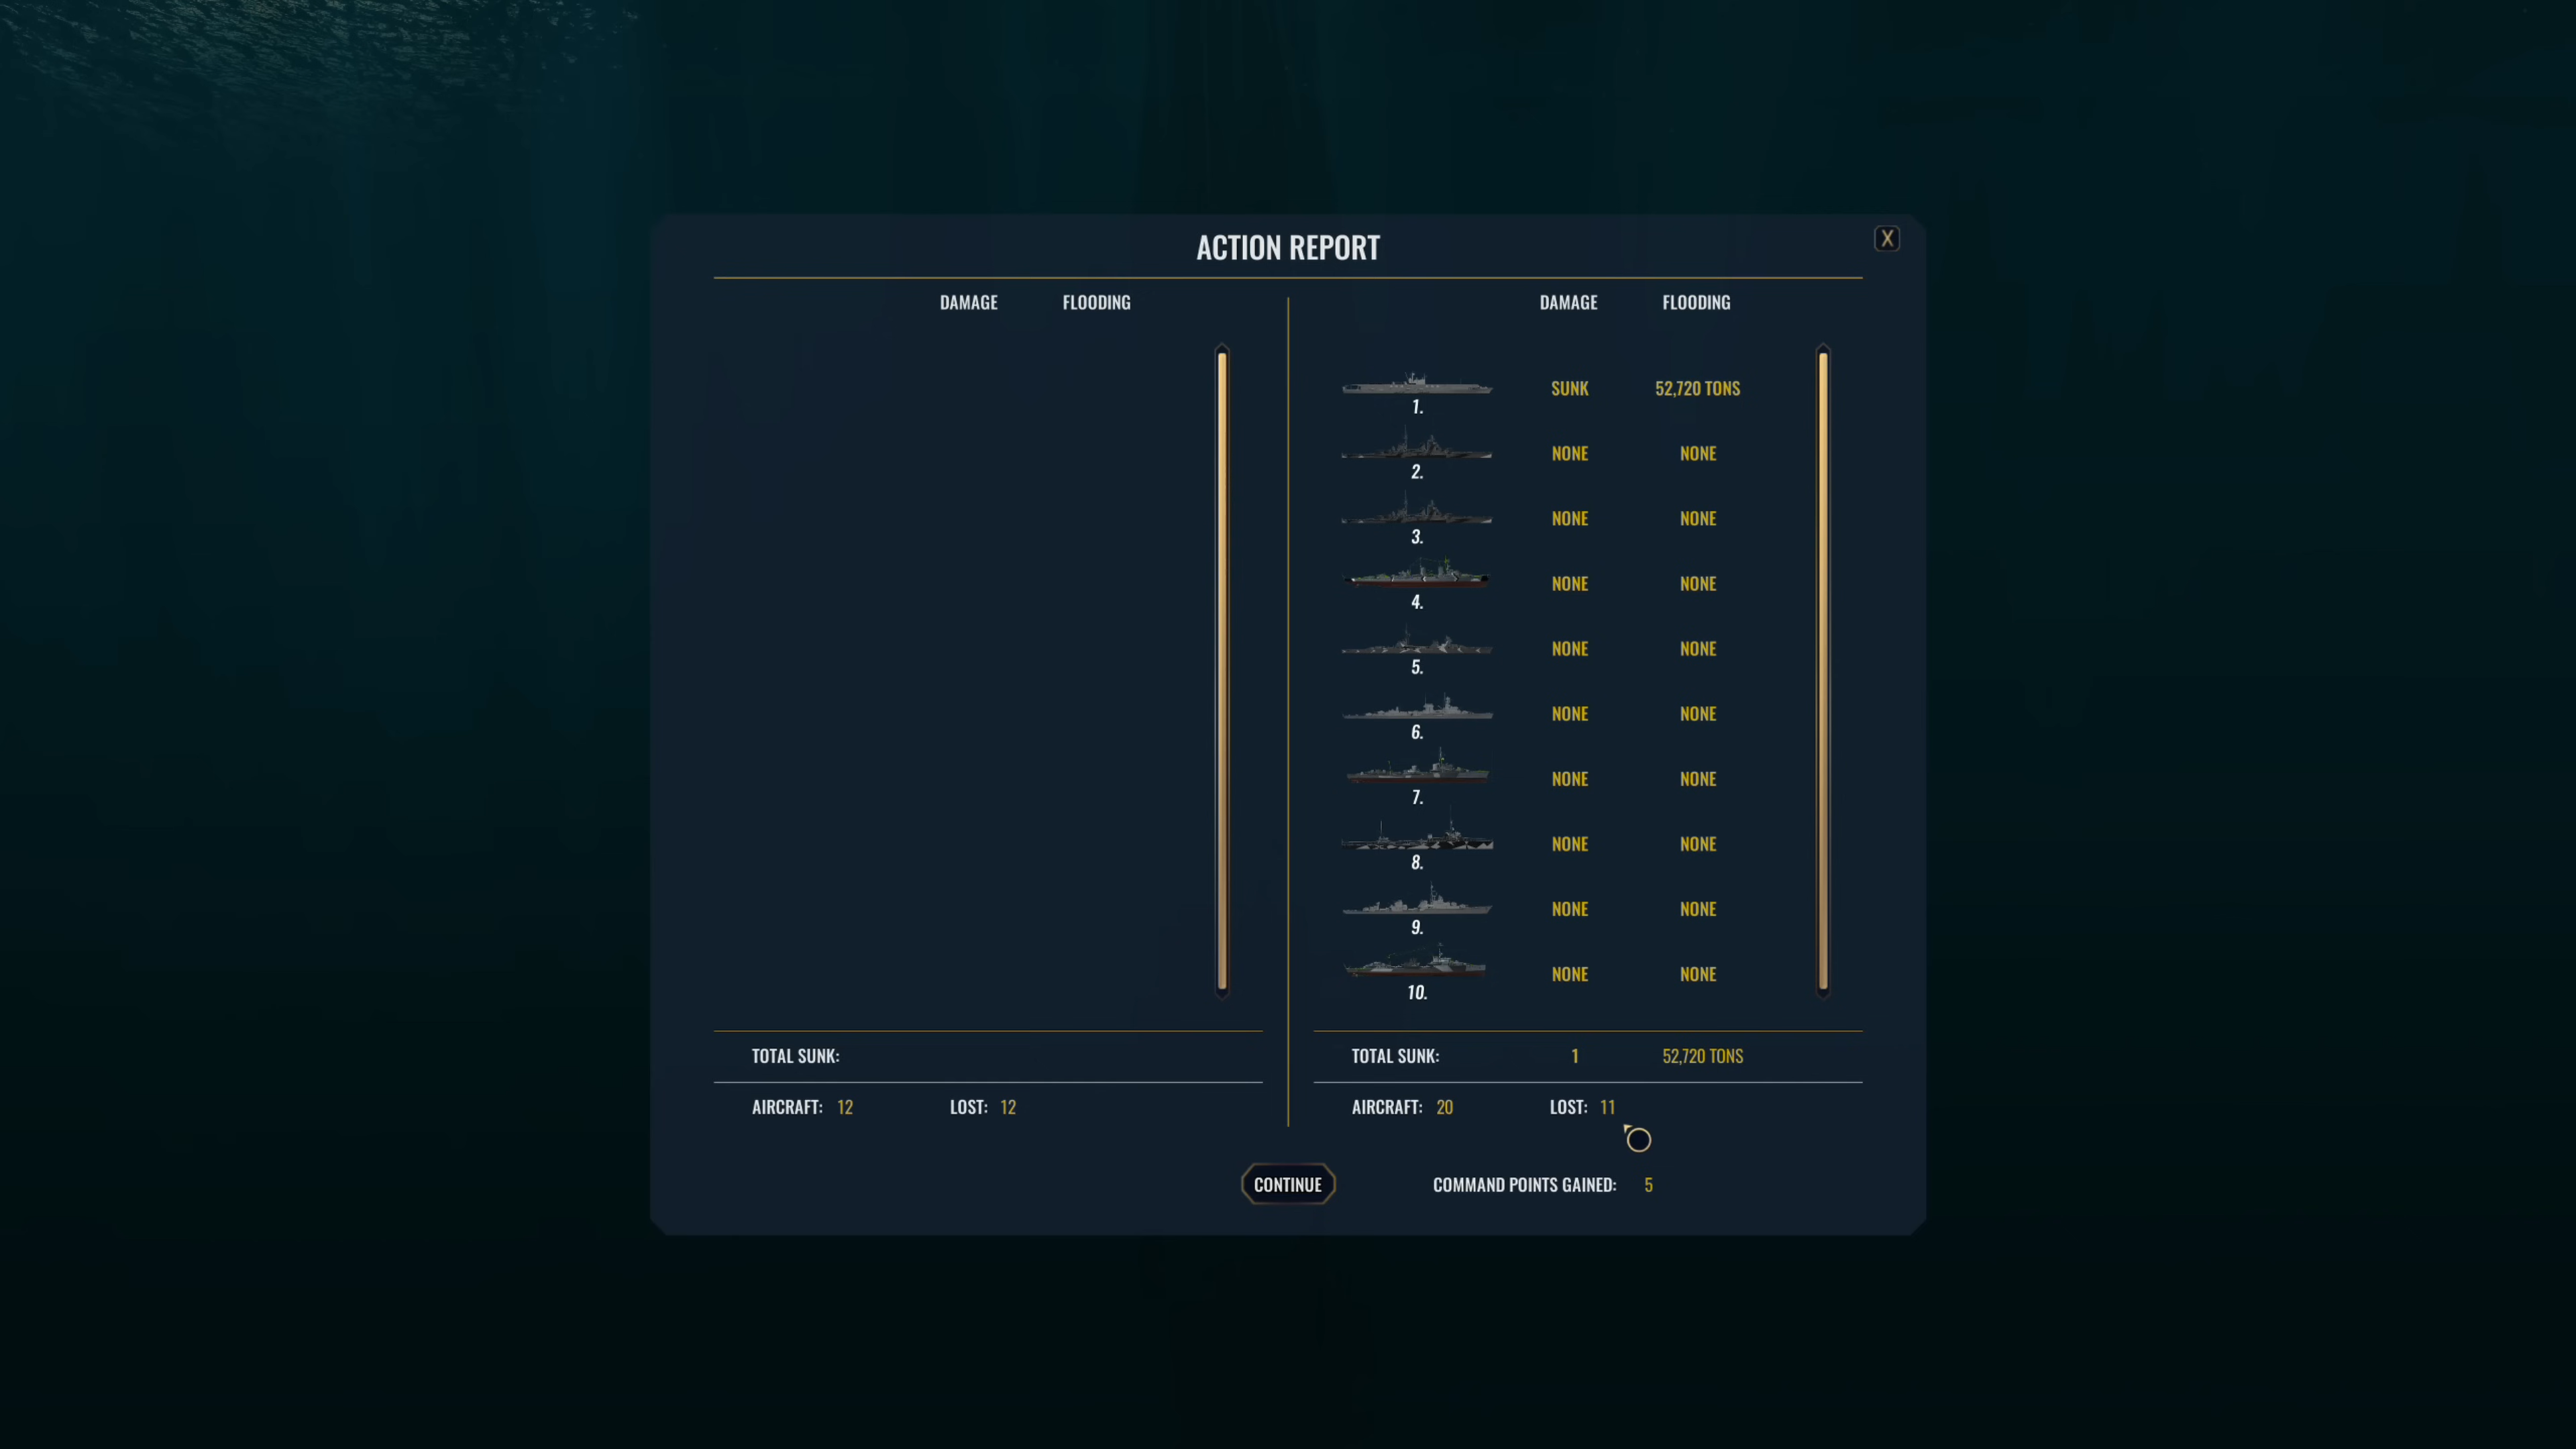 ACTION REPORT
X
DAMAGE FLOODING
DAMAGE FLOODING
SUNK 52,720 TONS
1.
NONE NONE
2.
NONE NONE
3.
NONE NONE
4.
NONE NONE
5.
NONE NONE
6.
NONE NONE
7.
NONE NONE
8.
NONE NONE
9.
NONE NONE
10.
TOTAL SUNK:
AIRCRAFT: 12 LOST: 12
TOTAL SUNK: 1 52,720 TONS
AIRCRAFT: 20 LOST: 11
CONTINUE
COMMAND POINTS GAINED: 5